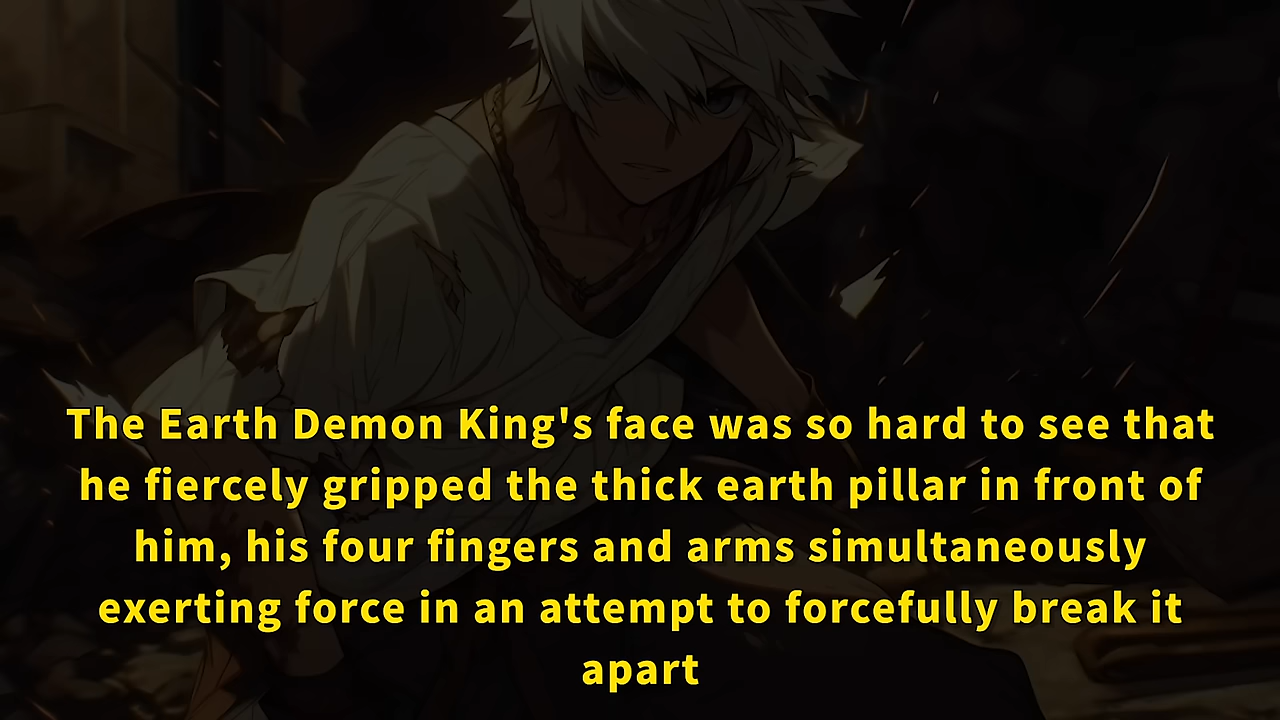 The Earth Demon King's face was so hard to see that
he fiercely gripped the thick earth pillar in front of
him, his four fingers and arms simultaneously
exerting force in an attempt to forcefully break it
apart